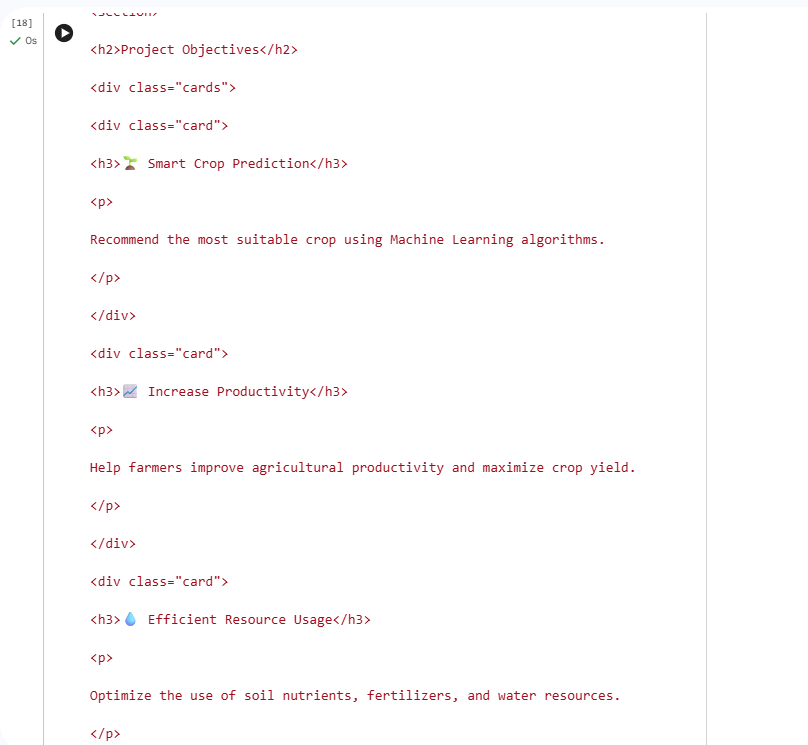 [18]
0s
<section>
<h2>Project Objectives</h2>
<div class="cards">
<div class="card">
<h3>🌱 Smart Crop Prediction</h3>
<p>
Recommend the most suitable crop using Machine Learning algorithms.
</p>
</div>
<div class="card">
<h3>📈 Increase Productivity</h3>
<p>
Help farmers improve agricultural productivity and maximize crop yield.
</p>
</div>
<div class="card">
<h3>💧 Efficient Resource Usage</h3>
<p>
Optimize the use of soil nutrients, fertilizers, and water resources.
</p>